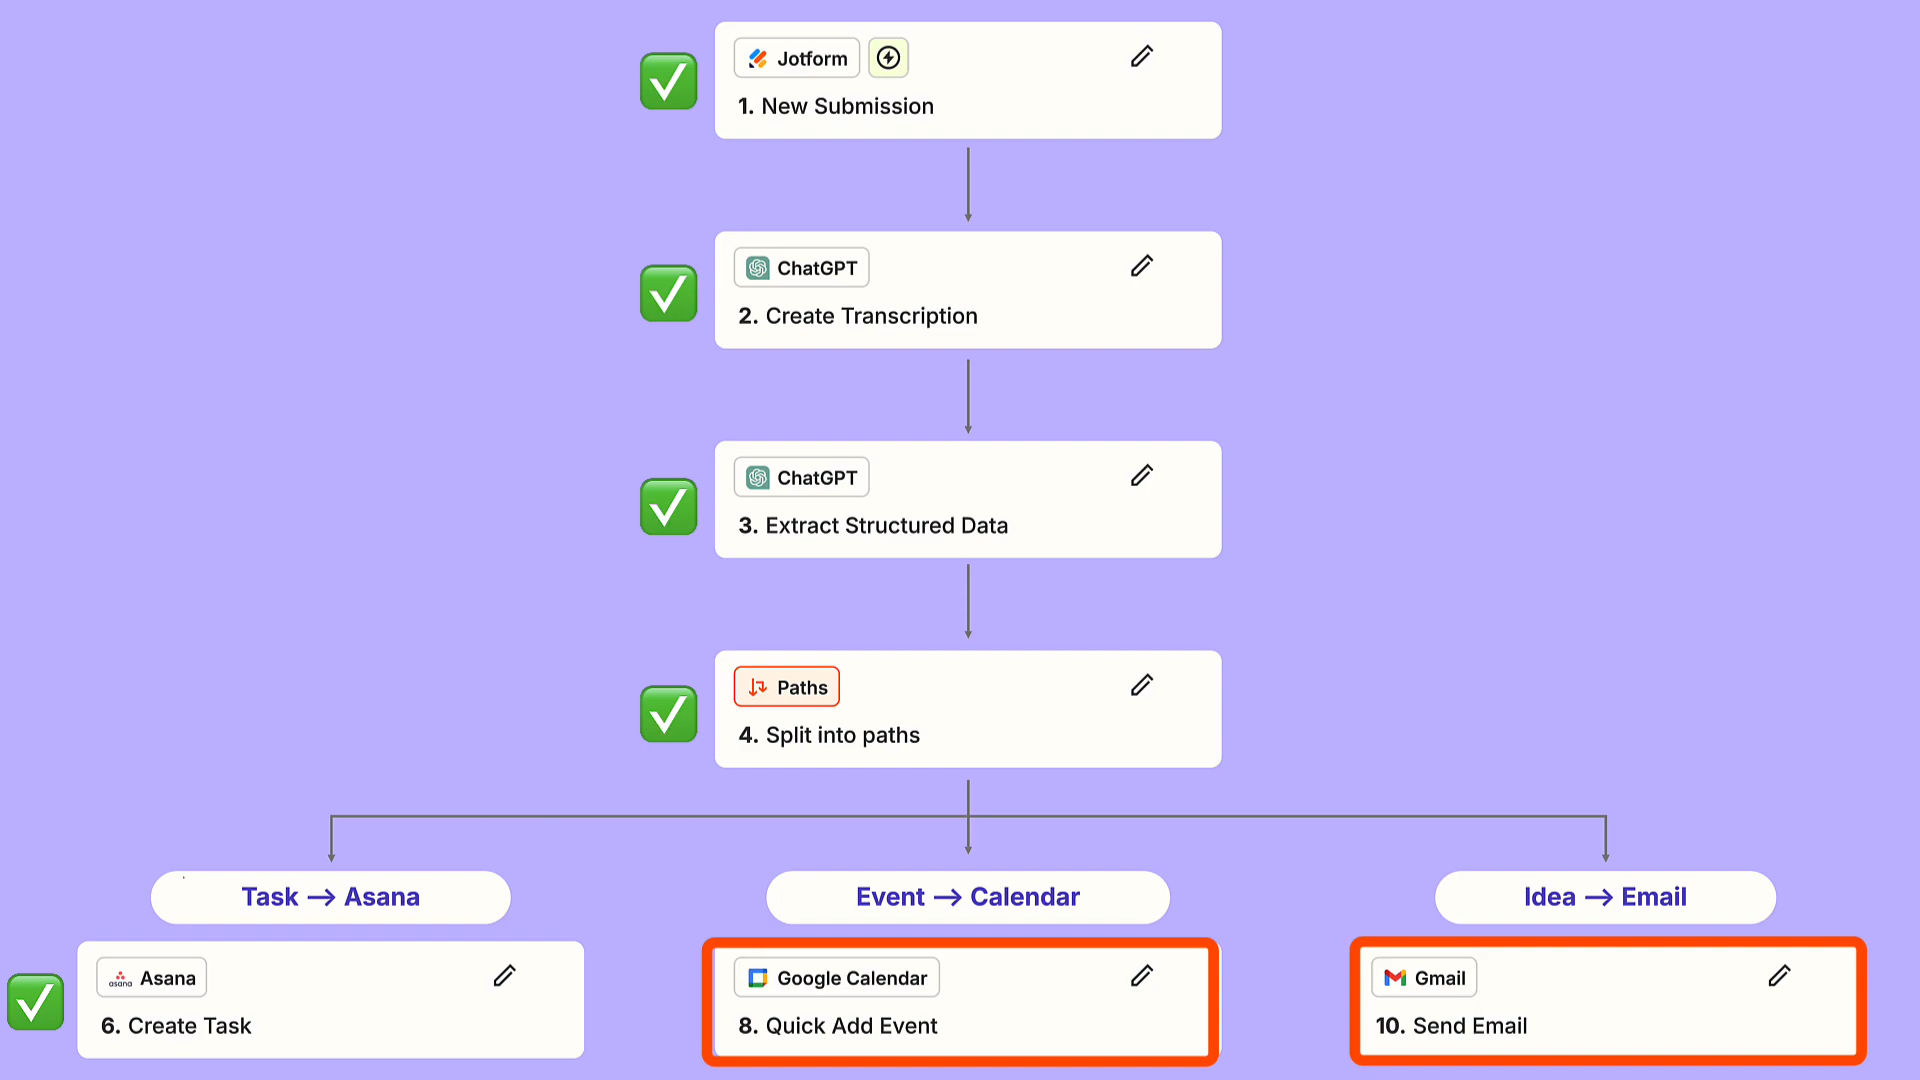 Jotform
1. New Submission
ChatGPT
2. Create Transcription
ChatGPT
3. Extract Structured Data
Paths
4. Split into paths
Task → Asana
Event → Calendar
Idea → Email
asana Asana
6. Create Task
Google Calendar
8. Quick Add Event
Gmail
10. Send Email